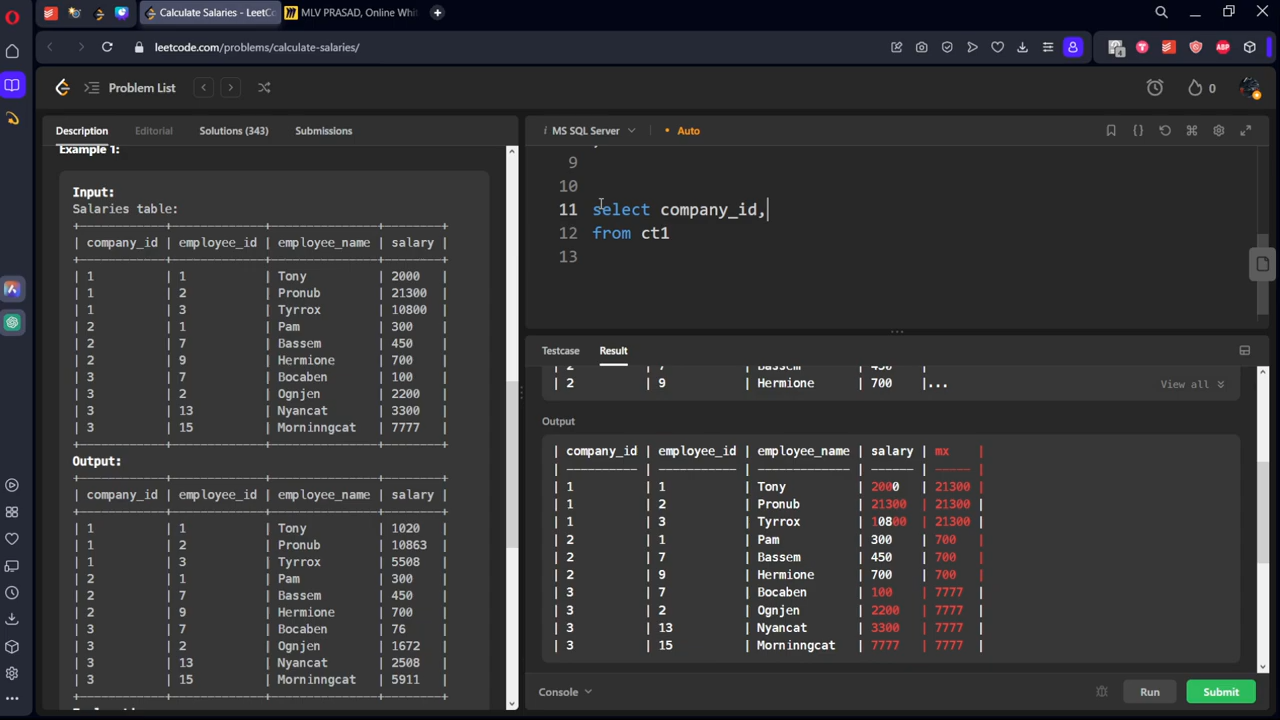 Calculate Salaries - LeetC
MLV PRASAD, Online Whit
leetcode.com/problems/calculate-salaries/
4
ABP
Problem List
0
Description
Editorial
Solutions (343)
Submissions
i MS SQL Server
• Auto
Example 1:
Input:
Salaries table:
| company_id | employee_id | employee_name | salary |
| 1 | 1 | Tony | 2000 |
| 1 | 2 | Pronub | 21300 |
| 1 | 3 | Tyrrox | 10800 |
| 2 | 1 | Pam | 300 |
| 2 | 7 | Bassem | 450 |
| 2 | 9 | Hermione | 700 |
| 3 | 7 | Bocaben | 100 |
| 3 | 2 | Ognjen | 2200 |
| 3 | 13 | Nyancat | 3300 |
| 3 | 15 | Morninngcat | 7777 |
Output:
| company_id | employee_id | employee_name | salary |
| 1 | 1 | Tony | 1020 |
| 1 | 2 | Pronub | 10863 |
| 1 | 3 | Tyrrox | 5508 |
| 2 | 1 | Pam | 300 |
| 2 | 7 | Bassem | 450 |
| 2 | 9 | Hermione | 700 |
| 3 | 7 | Bocaben | 76 |
| 3 | 2 | Ognjen | 1672 |
| 3 | 13 | Nyancat | 2508 |
| 3 | 15 | Morninngcat | 5911 |
9
10
11 select company_id,
12 from ct1
13
Testcase
Result
| 2 | 7 | Bassem | 450 |
| 2 | 9 | Hermione | 700 |...
View all
Output
| company_id | employee_id | employee_name | salary | mx |
| 1 | 1 | Tony | 2000 | 21300 |
| 1 | 2 | Pronub | 21300 | 21300 |
| 1 | 3 | Tyrrox | 10800 | 21300 |
| 2 | 1 | Pam | 300 | 700 |
| 2 | 7 | Bassem | 450 | 700 |
| 2 | 9 | Hermione | 700 | 700 |
| 3 | 7 | Bocaben | 100 | 7777 |
| 3 | 2 | Ognjen | 2200 | 7777 |
| 3 | 13 | Nyancat | 3300 | 7777 |
| 3 | 15 | Morninngcat | 7777 | 7777 |
Console
Run
Submit